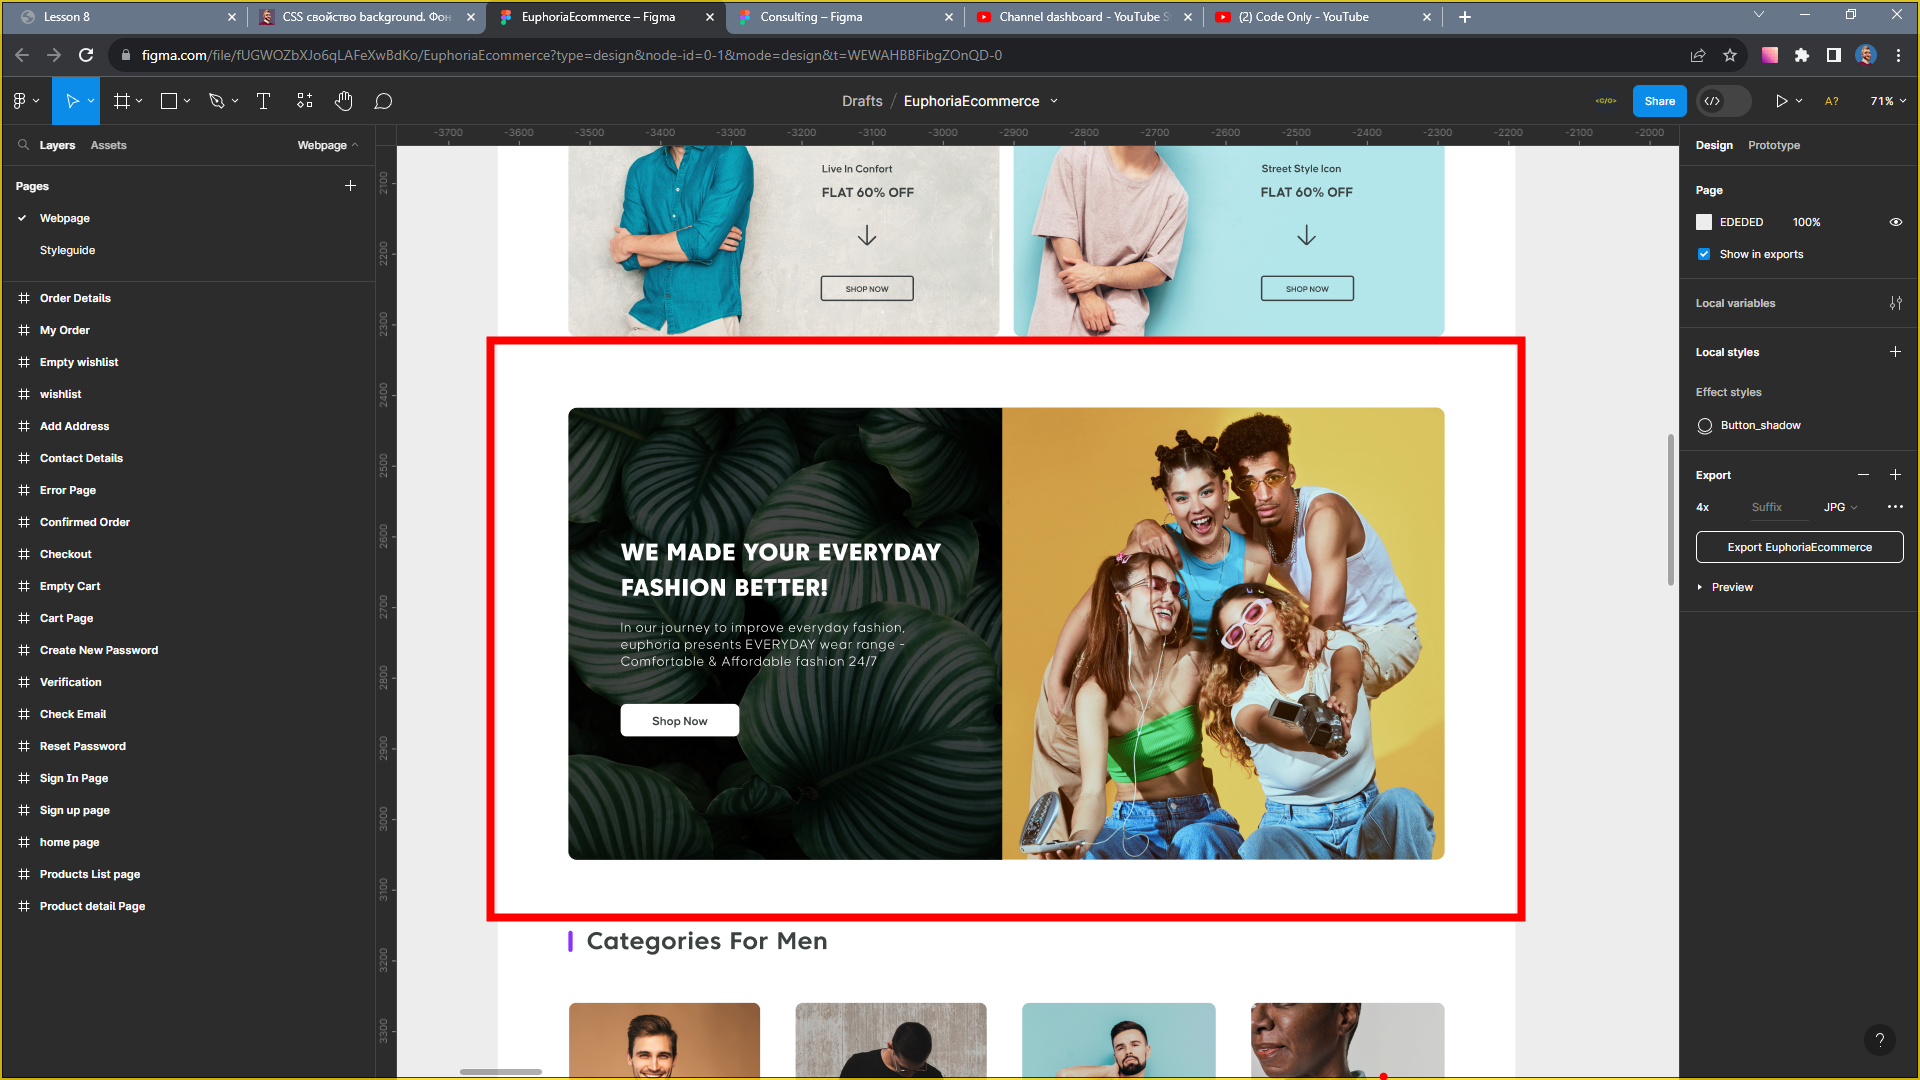 Lesson 8
CSS свойство background. Фон
EuphoriaEcommerce – Figma
Consulting – Figma
Channel dashboard - YouTube S
(2) Code Only - YouTube
figma.com/file/fUGWOZbXJo6qLAFeXwBdKo/EuphoriaEcommerce?type=design&node-id=0-1&mode=design&t=WEWAHBBFibgZOnQD-0
Drafts / EuphoriaEcommerce
Share
A?
71%
Layers
Assets
Webpage
Pages
Webpage
Styleguide
Order Details
My Order
Empty wishlist
wishlist
Add Address
Contact Details
Error Page
Confirmed Order
Checkout
Empty Cart
Cart Page
Create New Password
Verification
Check Email
Reset Password
Sign In Page
Sign up page
home page
Products List page
Product detail Page
-3700 -3600 -3500 -3400 -3300 -3200 -3100 -3000 -2900 -2800 -2700 -2600 -2500 -2400 -2300 -2200 -2100 -2000
2100
2200
2300
2400
2500
2600
2700
2800
2900
3000
3100
3200
3300
Live In Confort
FLAT 60% OFF
SHOP NOW
Street Style Icon
FLAT 60% OFF
SHOP NOW
WE MADE YOUR EVERYDAY
FASHION BETTER!
In our journey to improve everyday fashion,
euphoria presents EVERYDAY wear range -
Comfortable & Affordable fashion 24/7
Shop Now
Categories For Men
Design
Prototype
Page
EDEDED
100%
Show in exports
Local variables
Local styles
Effect styles
Button_shadow
Export
4x
Suffix
JPG
Export EuphoriaEcommerce
Preview
?